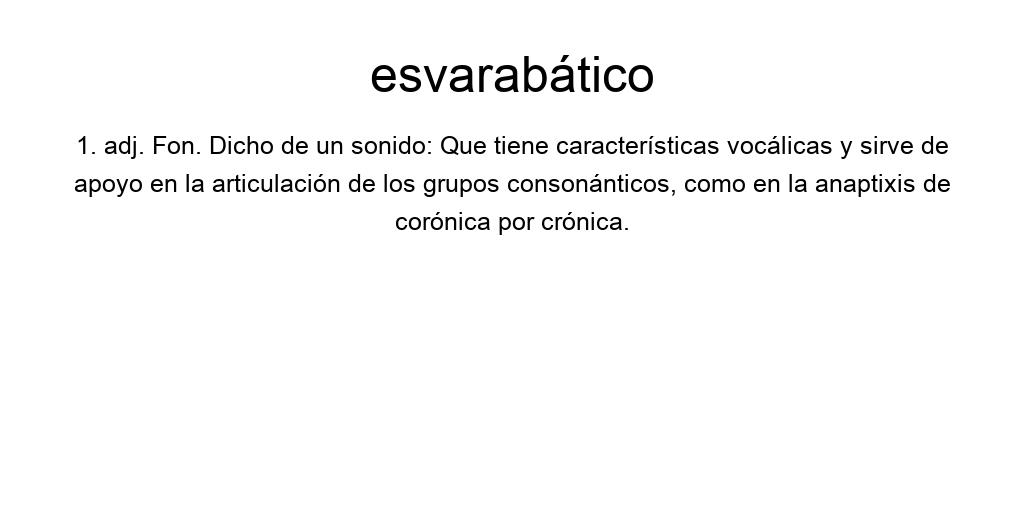 esvarabático
1. adj. Fon. Dicho de un sonido: Que tiene características vocálicas y sirve de
apoyo en la articulación de los grupos consonánticos, como en la anaptixis de
corónica por crónica.